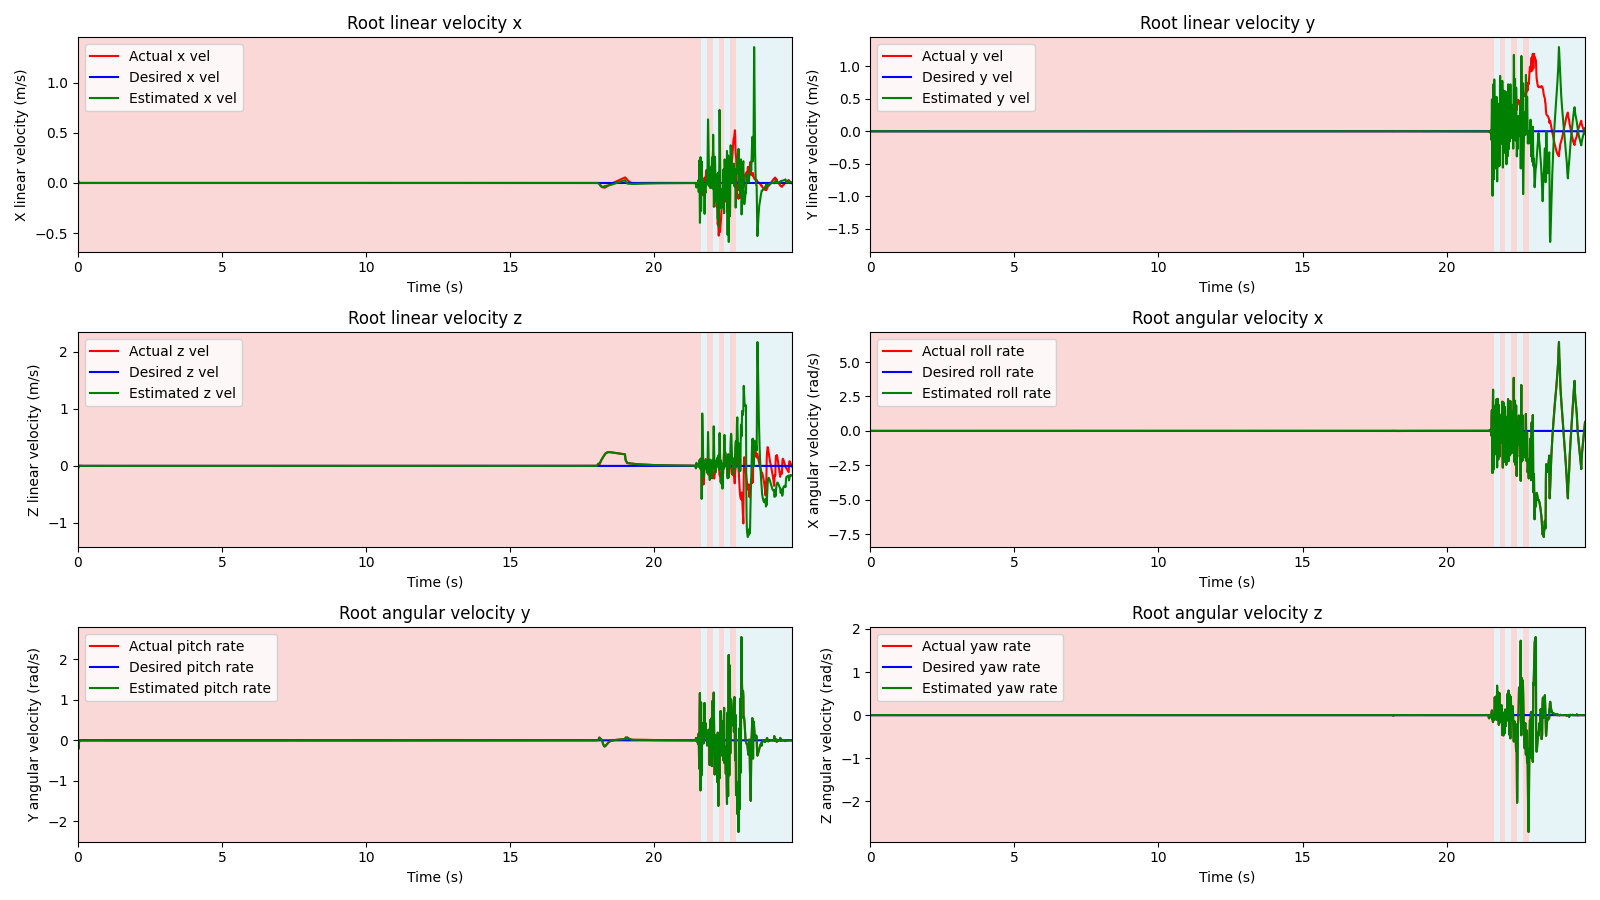 Root linear velocity x
Actual x vel
Desired x vel
Estimated x vel
X linear velocity (m/s)
1.0
0.5
0.0
−0.5
0 5 10 15 20
Time (s)
Root linear velocity y
Actual y vel
Desired y vel
Estimated y vel
Y linear velocity (m/s)
1.0
0.5
0.0
−0.5
−1.0
−1.5
0 5 10 15 20
Time (s)
Root linear velocity z
Actual z vel
Desired z vel
Estimated z vel
Z linear velocity (m/s)
2
1
0
−1
0 5 10 15 20
Time (s)
Root angular velocity x
Actual roll rate
Desired roll rate
Estimated roll rate
X angular velocity (rad/s)
5.0
2.5
0.0
−2.5
−5.0
−7.5
0 5 10 15 20
Time (s)
Root angular velocity y
Actual pitch rate
Desired pitch rate
Estimated pitch rate
Y angular velocity (rad/s)
2
1
0
−1
−2
0 5 10 15 20
Time (s)
Root angular velocity z
Actual yaw rate
Desired yaw rate
Estimated yaw rate
Z angular velocity (rad/s)
2
1
0
−1
−2
0 5 10 15 20
Time (s)